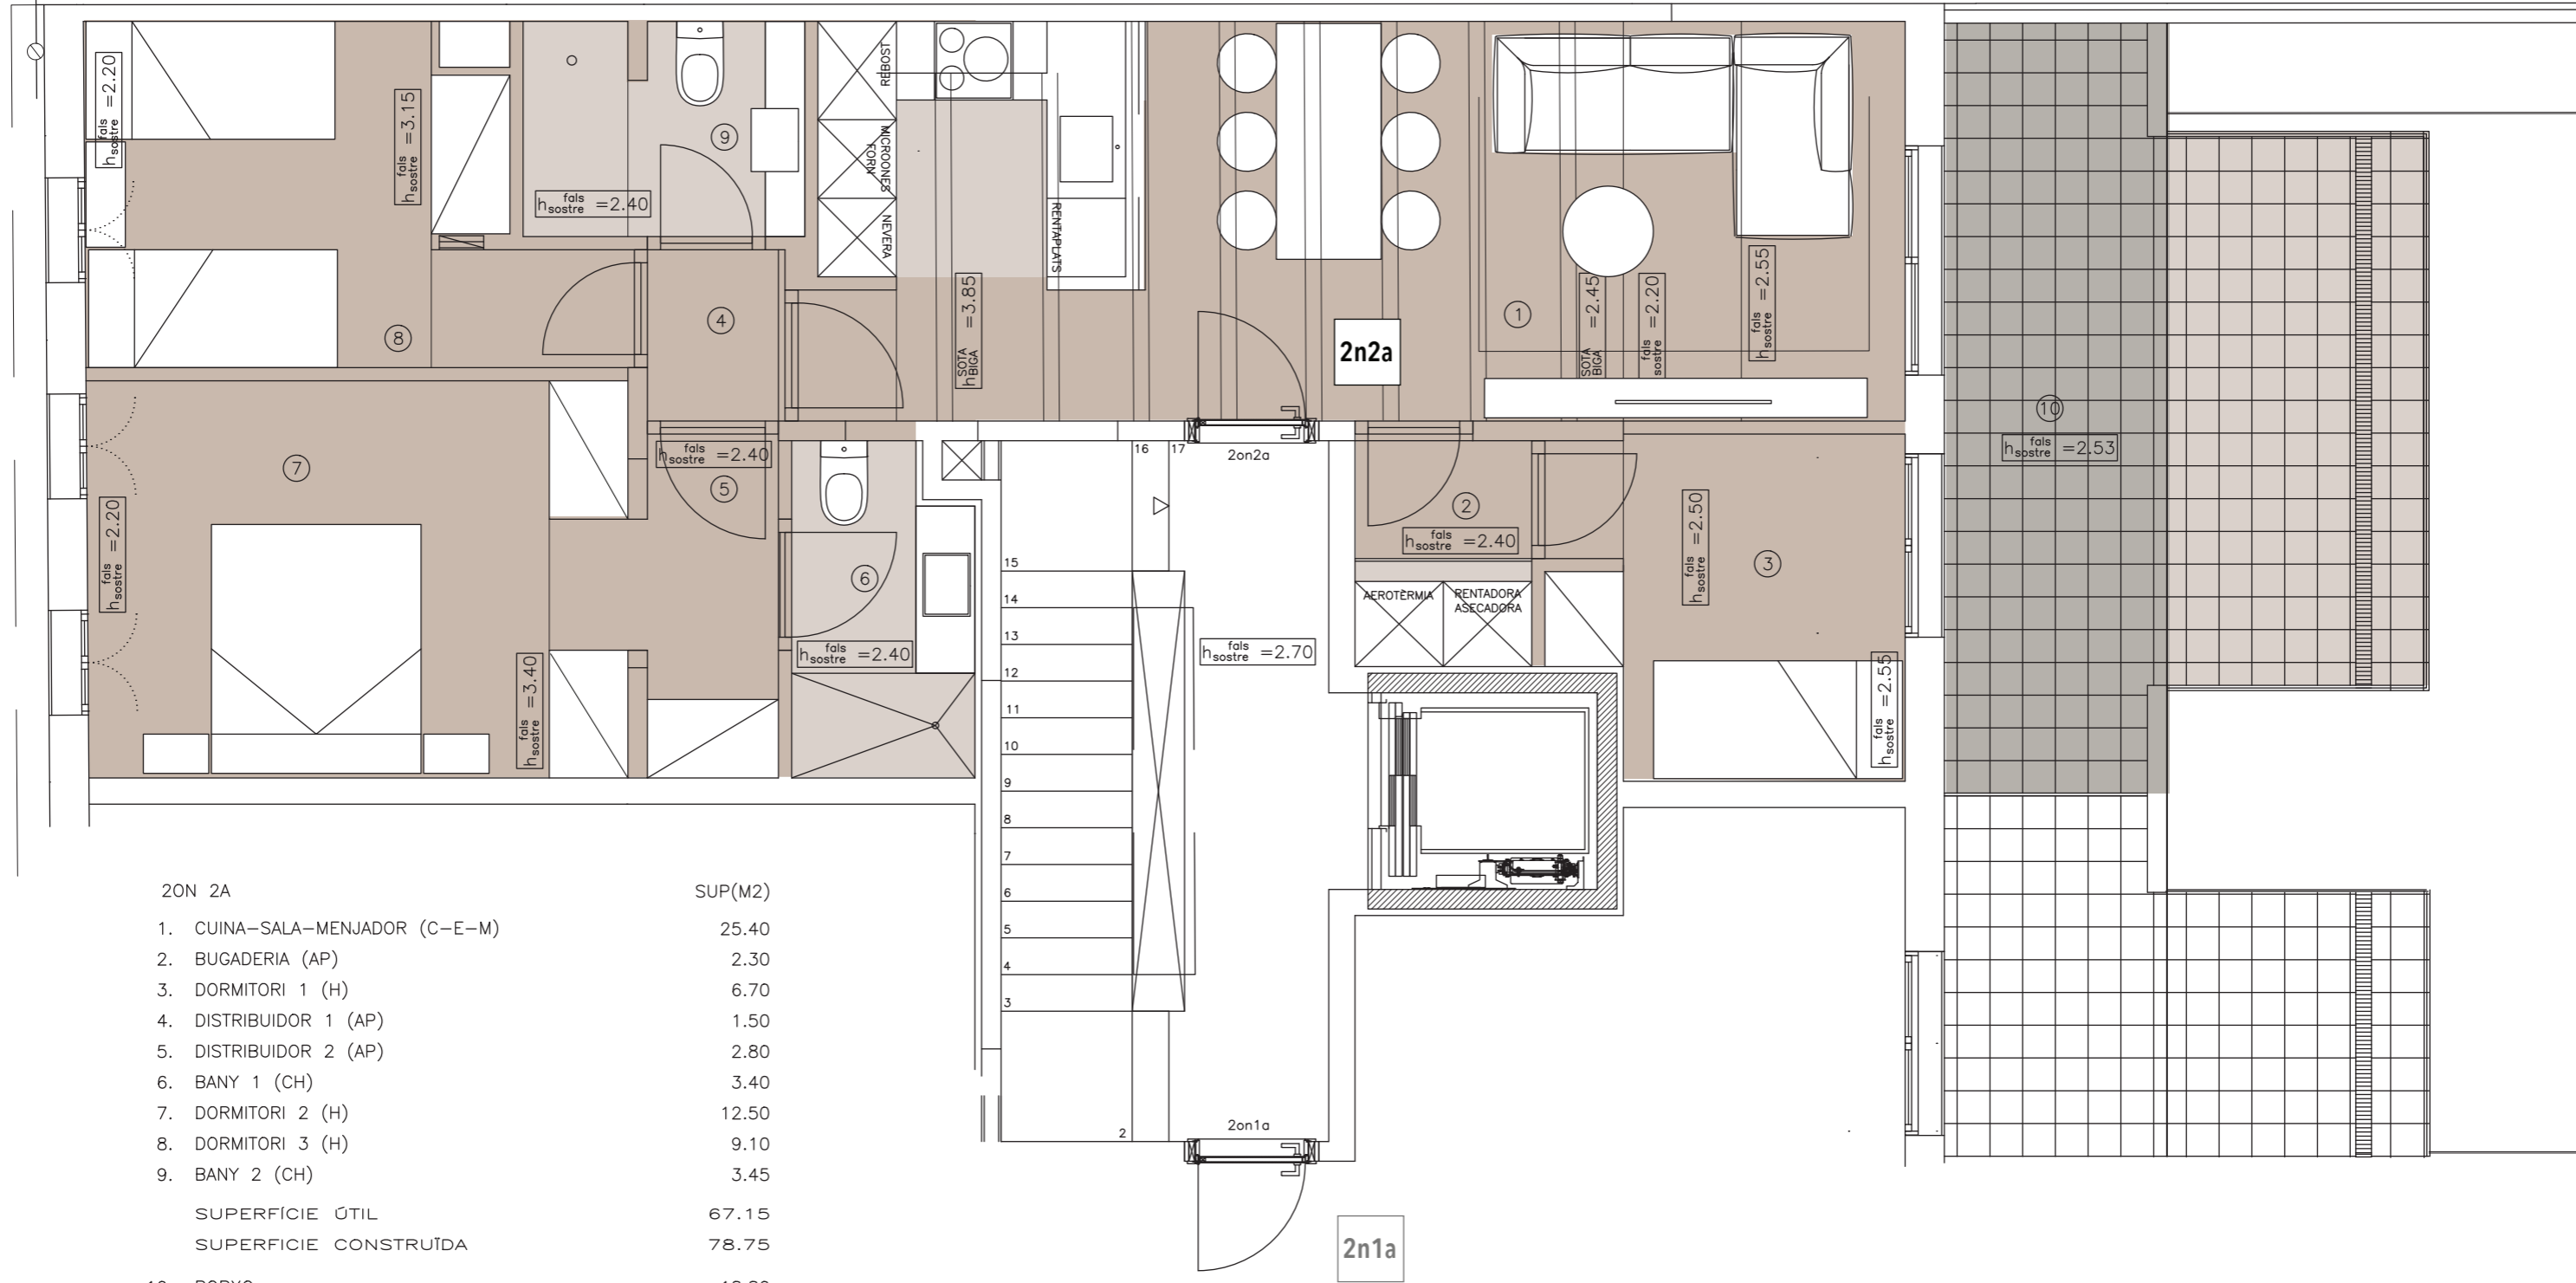 h fals sostre =2.20
h fals sostre =3.15
h fals sostre =2.40
9
REBOST
MICROONES
FORN
NEVERA
RENTAPLATS
h SOTA BIGA =3.85
8
4
2n2a
1
SOTA BIGA =2.45
fals sostre =2.20
h fals sostre =2.55
10
h fals sostre =2.53
7
h fals sostre =2.20
h fals sostre =3.40
h fals sostre =2.40
5
6
h fals sostre =2.40
16 17
2on2a
2
h fals sostre =2.40
AEROTÈRMIA
RENTADORA
ASECADORA
h fals sostre =2.50
3
h fals sostre =2.55
h fals sostre =2.70
15
14
13
12
11
10
9
8
7
6
5
4
3
2
2on1a
2n1a
2ON 2A SUP(M2)
1. CUINA-SALA-MENJADOR (C-E-M) 25.40
2. BUGADERIA (AP) 2.30
3. DORMITORI 1 (H) 6.70
4. DISTRIBUIDOR 1 (AP) 1.50
5. DISTRIBUIDOR 2 (AP) 2.80
6. BANY 1 (CH) 3.40
7. DORMITORI 2 (H) 12.50
8. DORMITORI 3 (H) 9.10
9. BANY 2 (CH) 3.45
SUPERFÍCIE ÚTIL 67.15
SUPERFICIE CONSTRUÏDA 78.75